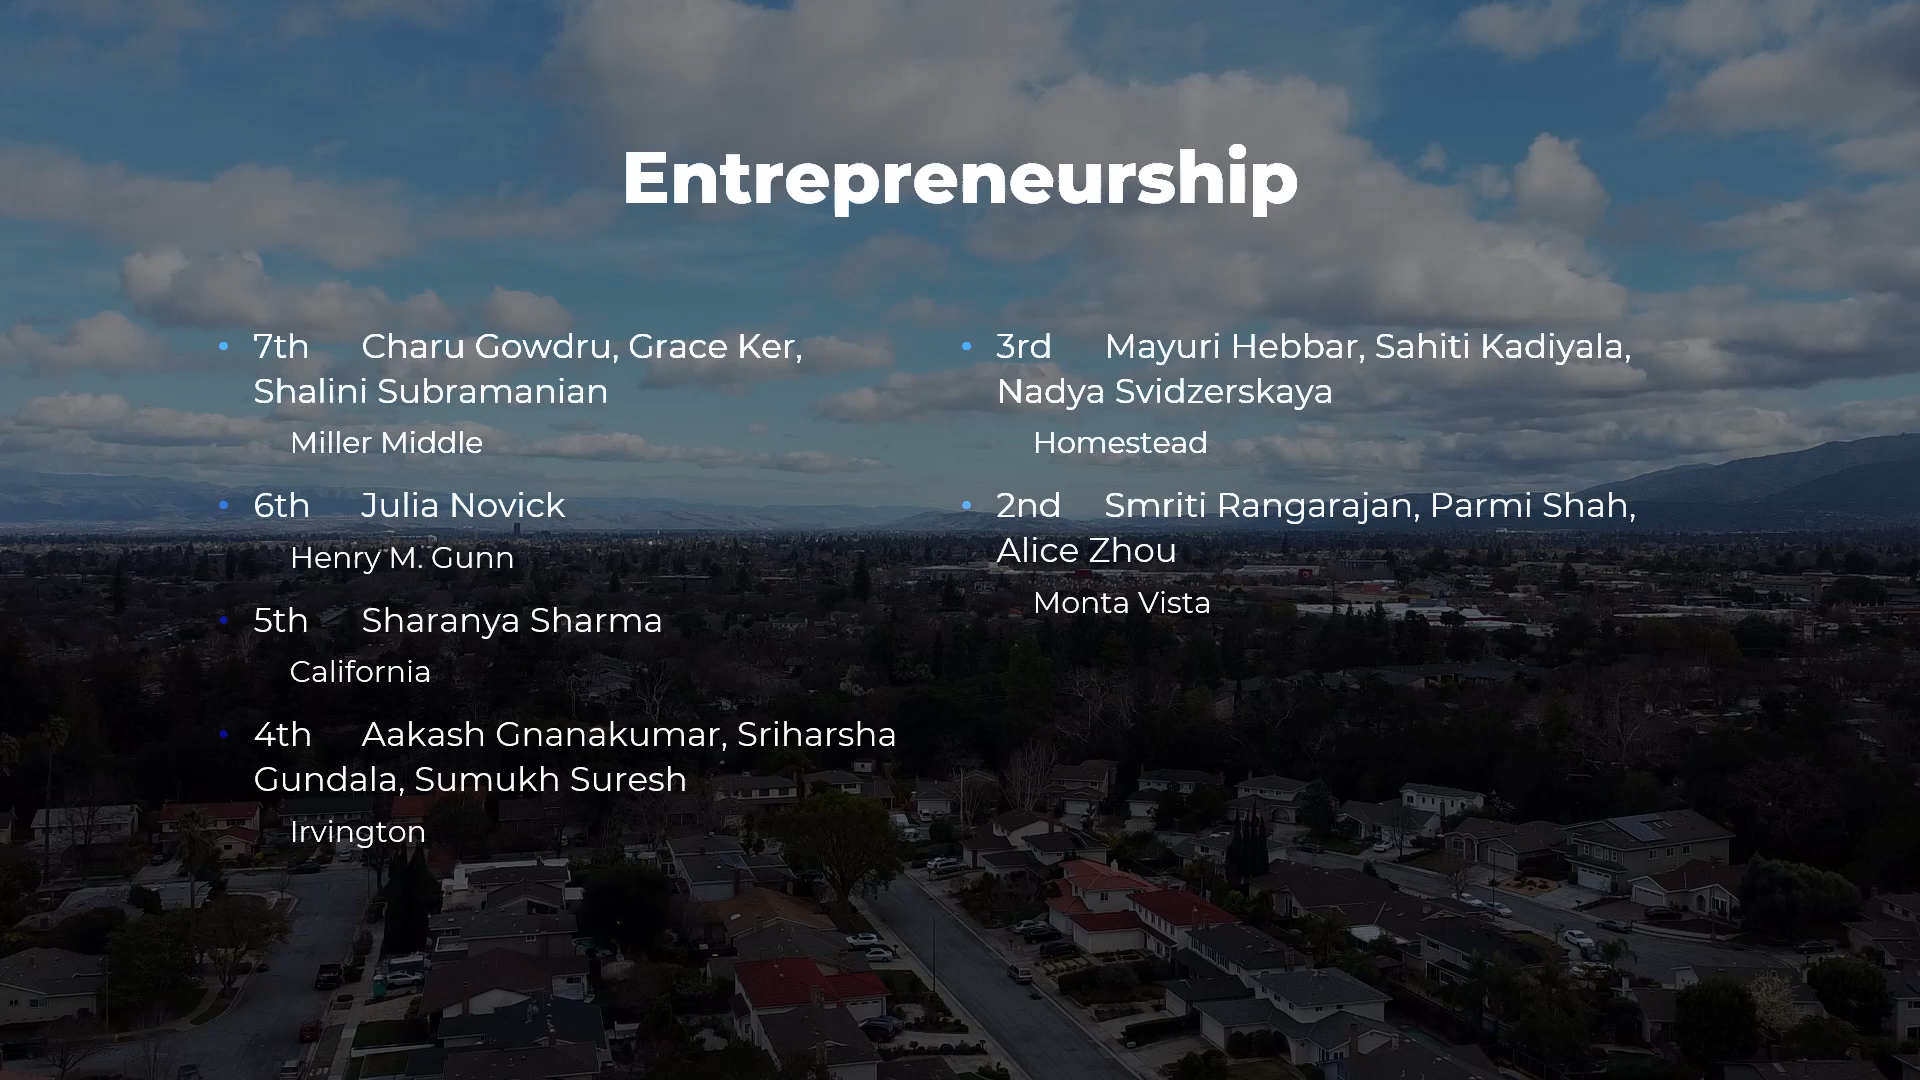 Entrepreneurship
7th Charu Gowdru, Grace Ker,
Shalini Subramanian
Miller Middle
6th Julia Novick
Henry M. Gunn
5th Sharanya Sharma
California
4th Aakash Gnanakumar, Sriharsha
Gundala, Sumukh Suresh
Irvington
3rd Mayuri Hebbar, Sahiti Kadiyala,
Nadya Svidzerskaya
Homestead
2nd Smriti Rangarajan, Parmi Shah,
Alice Zhou
Monta Vista